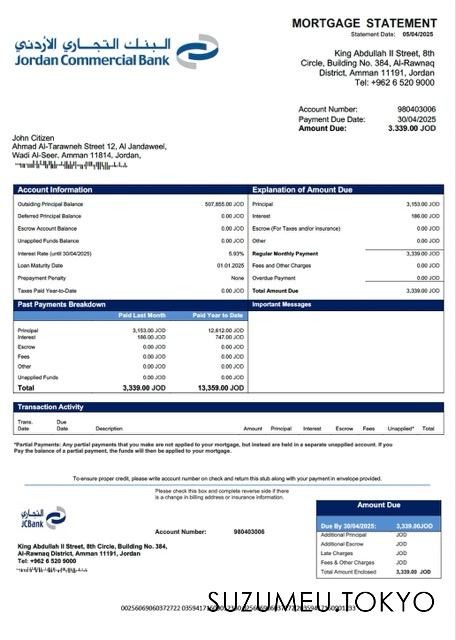 البنك التجاري الأردني
Jordan Commercial Bank
MORTGAGE STATEMENT
Statement Date: 05/04/2025
King Abdullah II Street, 8th
Circle, Building No. 384, Al-Rawnaq
District, Amman 11191, Jordan
Tel: +962 6 520 9000
Account Number: 980403006
Payment Due Date: 30/04/2025
Amount Due: 3.339.00 JOD
John Citizen
Ahmad Al-Tarawneh Street 12, Al Jandaweel,
Wadi Al-Seer, Amman 11814, Jordan,
Account Information
Outsiding Principal Balance 507,855.00 JOD
Deferred Principal Balance 0.00 JOD
Escrow Account Balance 0.00 JOD
Unapplied Funds Balance 0.00 JOD
Interest Rate (until 30/04/2025) 5.93%
Loan Maturity Date 01.01.2025
Prepayment Penalty None
Taxes Paid Year-to-Date 0.00 JOD
Explanation of Amount Due
Principal 3,153.00 JOD
Interest 186.00 JOD
Escrow (For Taxes and/or insurance) 0.00 JOD
Other 0.00 JOD
Regular Monthly Payment 3,339.00 JOD
Fees and Other Charges 0.00 JOD
Overdue Payment 0.00 JOD
Total Amount Due 3,339.00 JOD
Past Payments Breakdown
Paid Last Month Paid Year to Date
Principal 3,153.00 JOD 12,612.00 JOD
Interest 186.00 JOD 747.00 JOD
Escrow 0.00 JOD 0.00 JOD
Fees 0.00 JOD 0.00 JOD
Other 0.00 JOD 0.00 JOD
Unapplied Funds 0.00 JOD 0.00 JOD
Total 3,339.00 JOD 13,359.00 JOD
Important Messages
Transaction Activity
Trans. Date Due Date Description Amount Principal Interest Escrow Fees Unapplied* Total
*Partial Payments: Any partial payments that you make are not applied to your mortgage, but instead are held in a separate unapplied account. If you
Pay the balance of a partial payment, the funds will then be applied to your mortgage.
To ensure proper credit, please write account number on check and return this stub along with your payment in envelope provided.
Please check this box and complete reverse side if there
is a change in billing address or insurance information.
التجاري
JCBank
Account Number: 980403006
King Abdullah II Street, 8th Circle, Building No. 384,
Al-Rawnaq District, Amman 11191, Jordan
Tel: +962 6 520 9000
Amount Due
Due By 30/04/2025: 3,339.00JOD
Additional Principal JOD
Additional Escrow JOD
Late Charges JOD
Fees & Other Charges JOD
Total Amount Enclosed 3,339.00 JOD
SUZUMELI.TOKYO